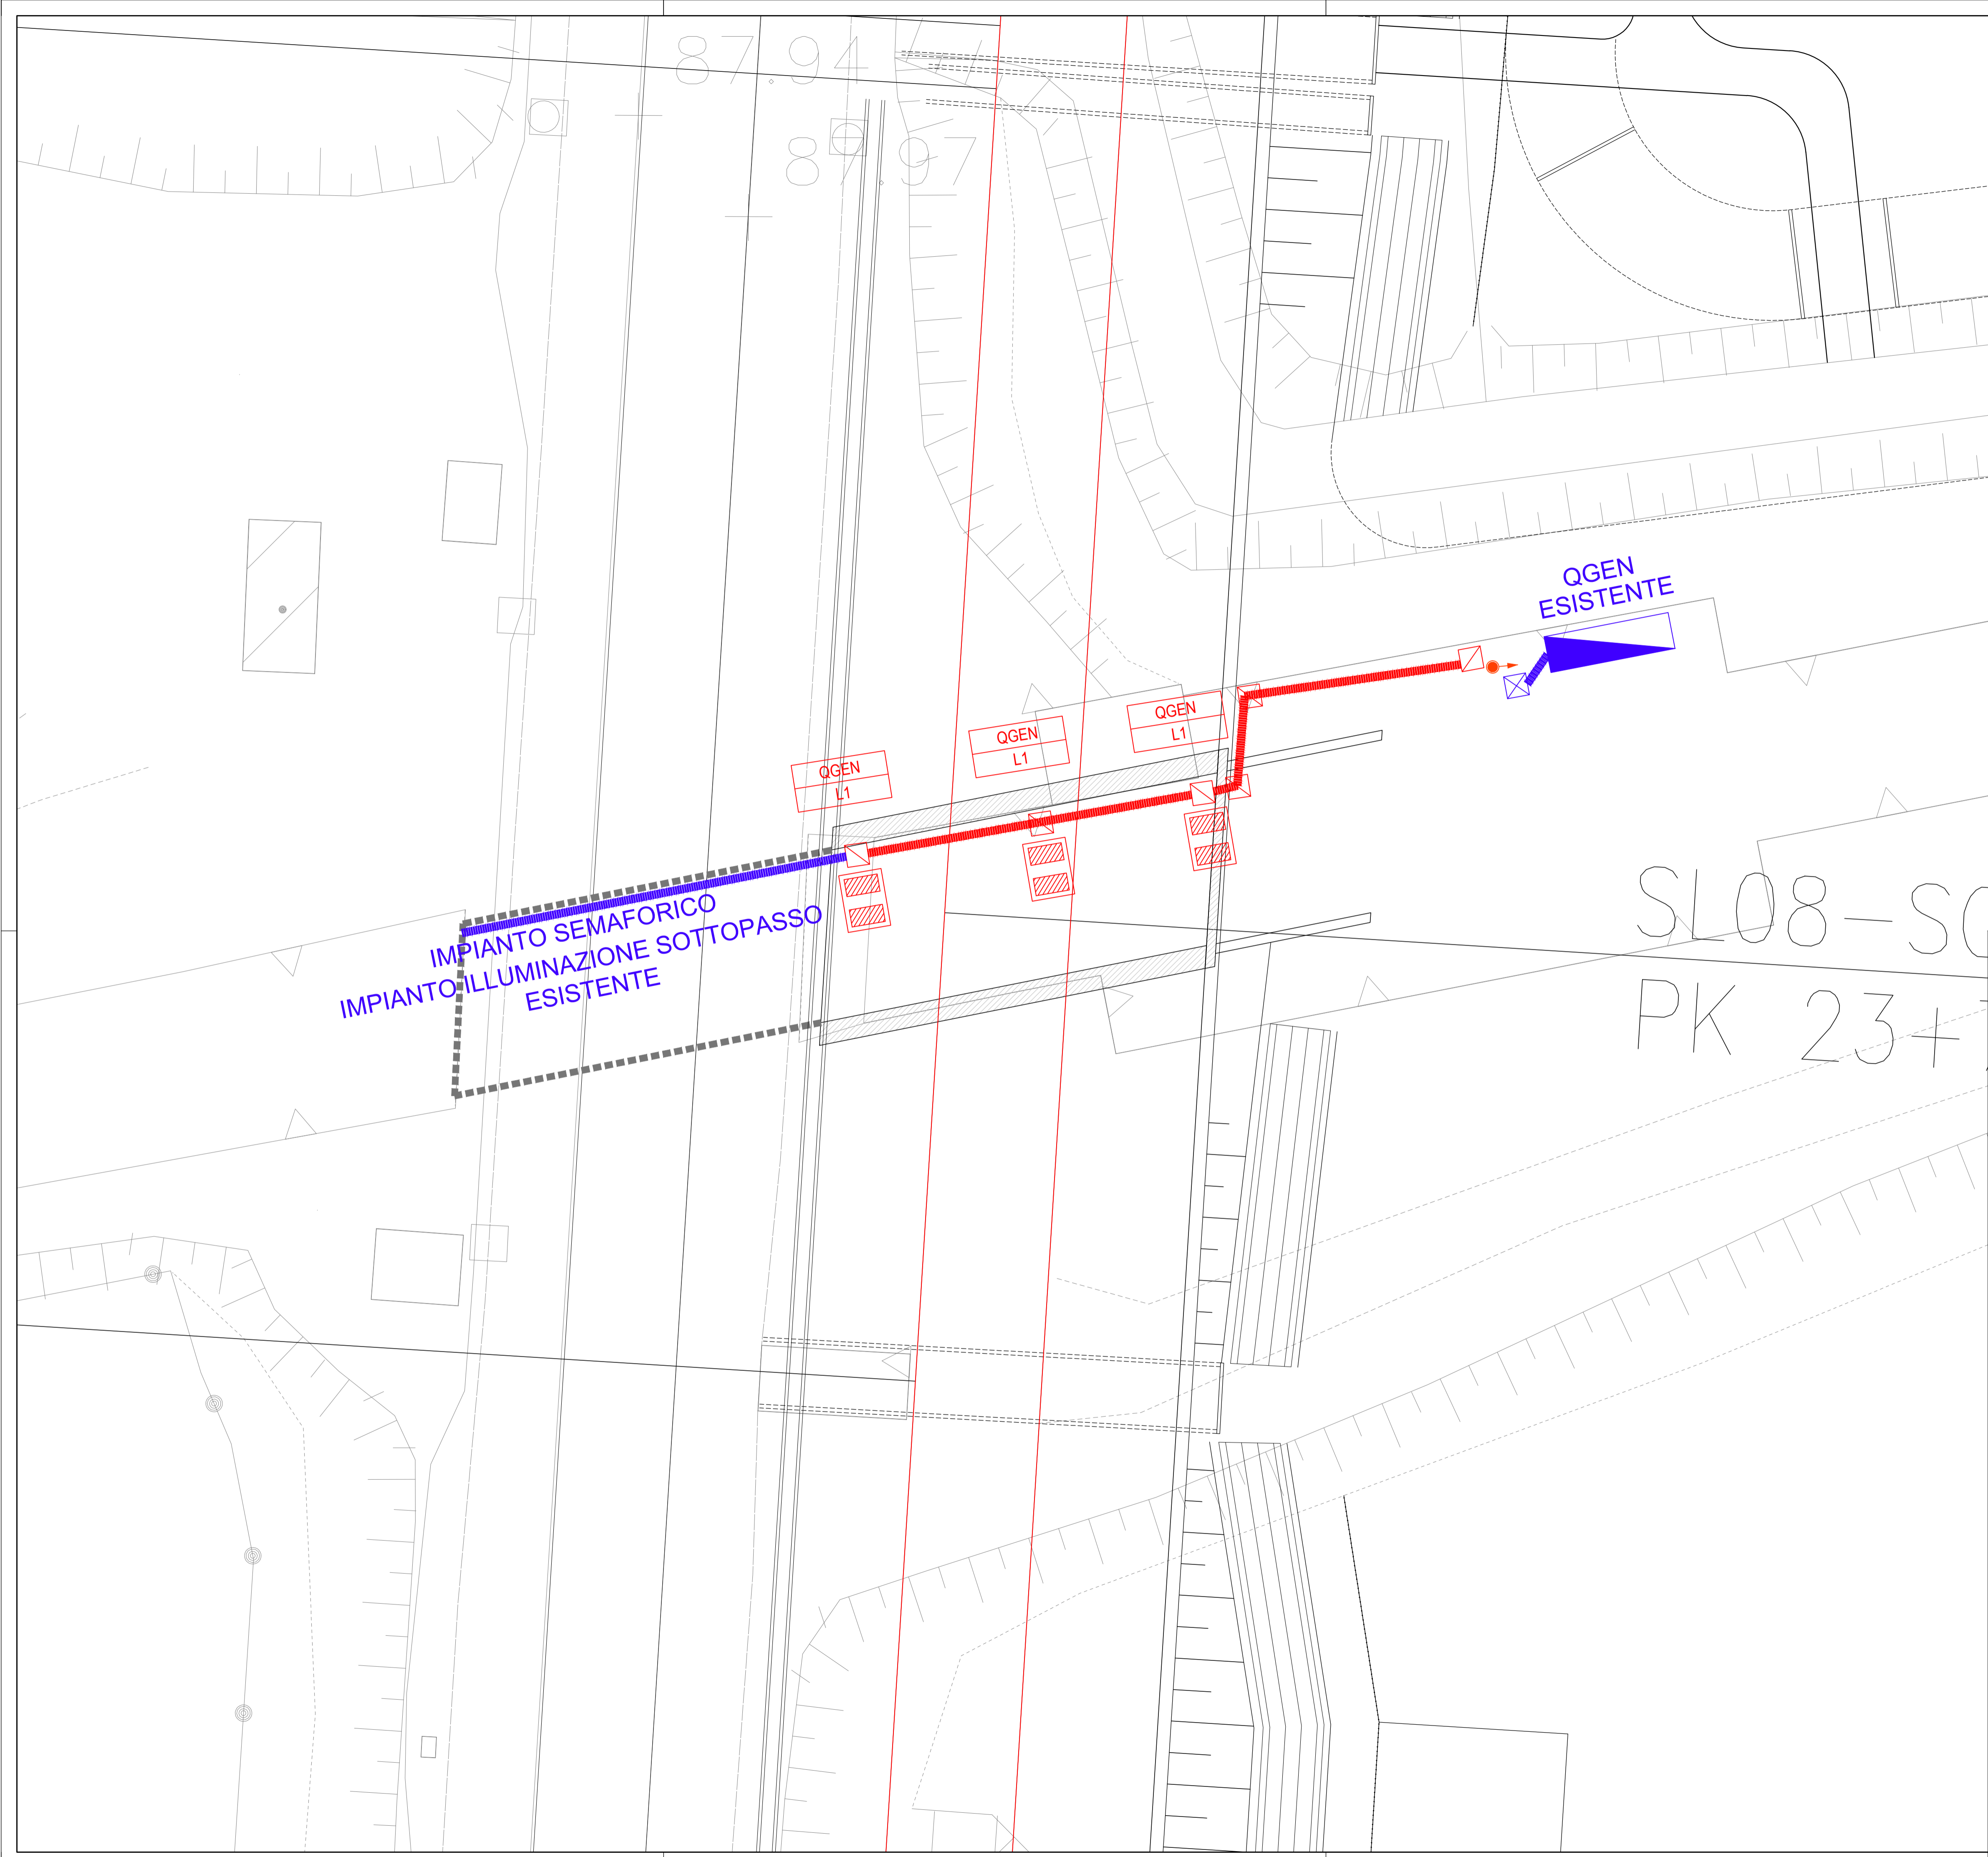 87.947
87.97
QGEN
ESISTENTE
QGEN
L1
QGEN
L1
QGEN
L1
IMPIANTO SEMAFORICO
IMPIANTO ILLUMINAZIONE SOTTOPASSO
ESISTENTE
SL08-S
PK 23+